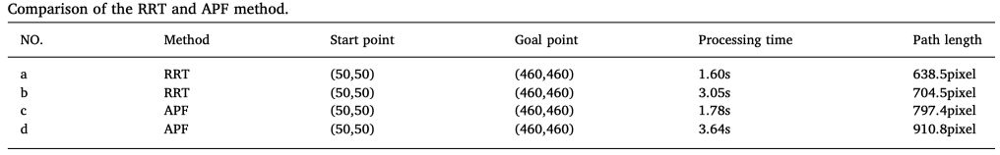 Comparison of the RRT and APF method.
NO. Method Start point Goal point Processing time Path length
a RRT (50,50) (460,460) 1.60s 638.5pixel
b RRT (50,50) (460,460) 3.05s 704.5pixel
c APF (50,50) (460,460) 1.78s 797.4pixel
d APF (50,50) (460,460) 3.64s 910.8pixel